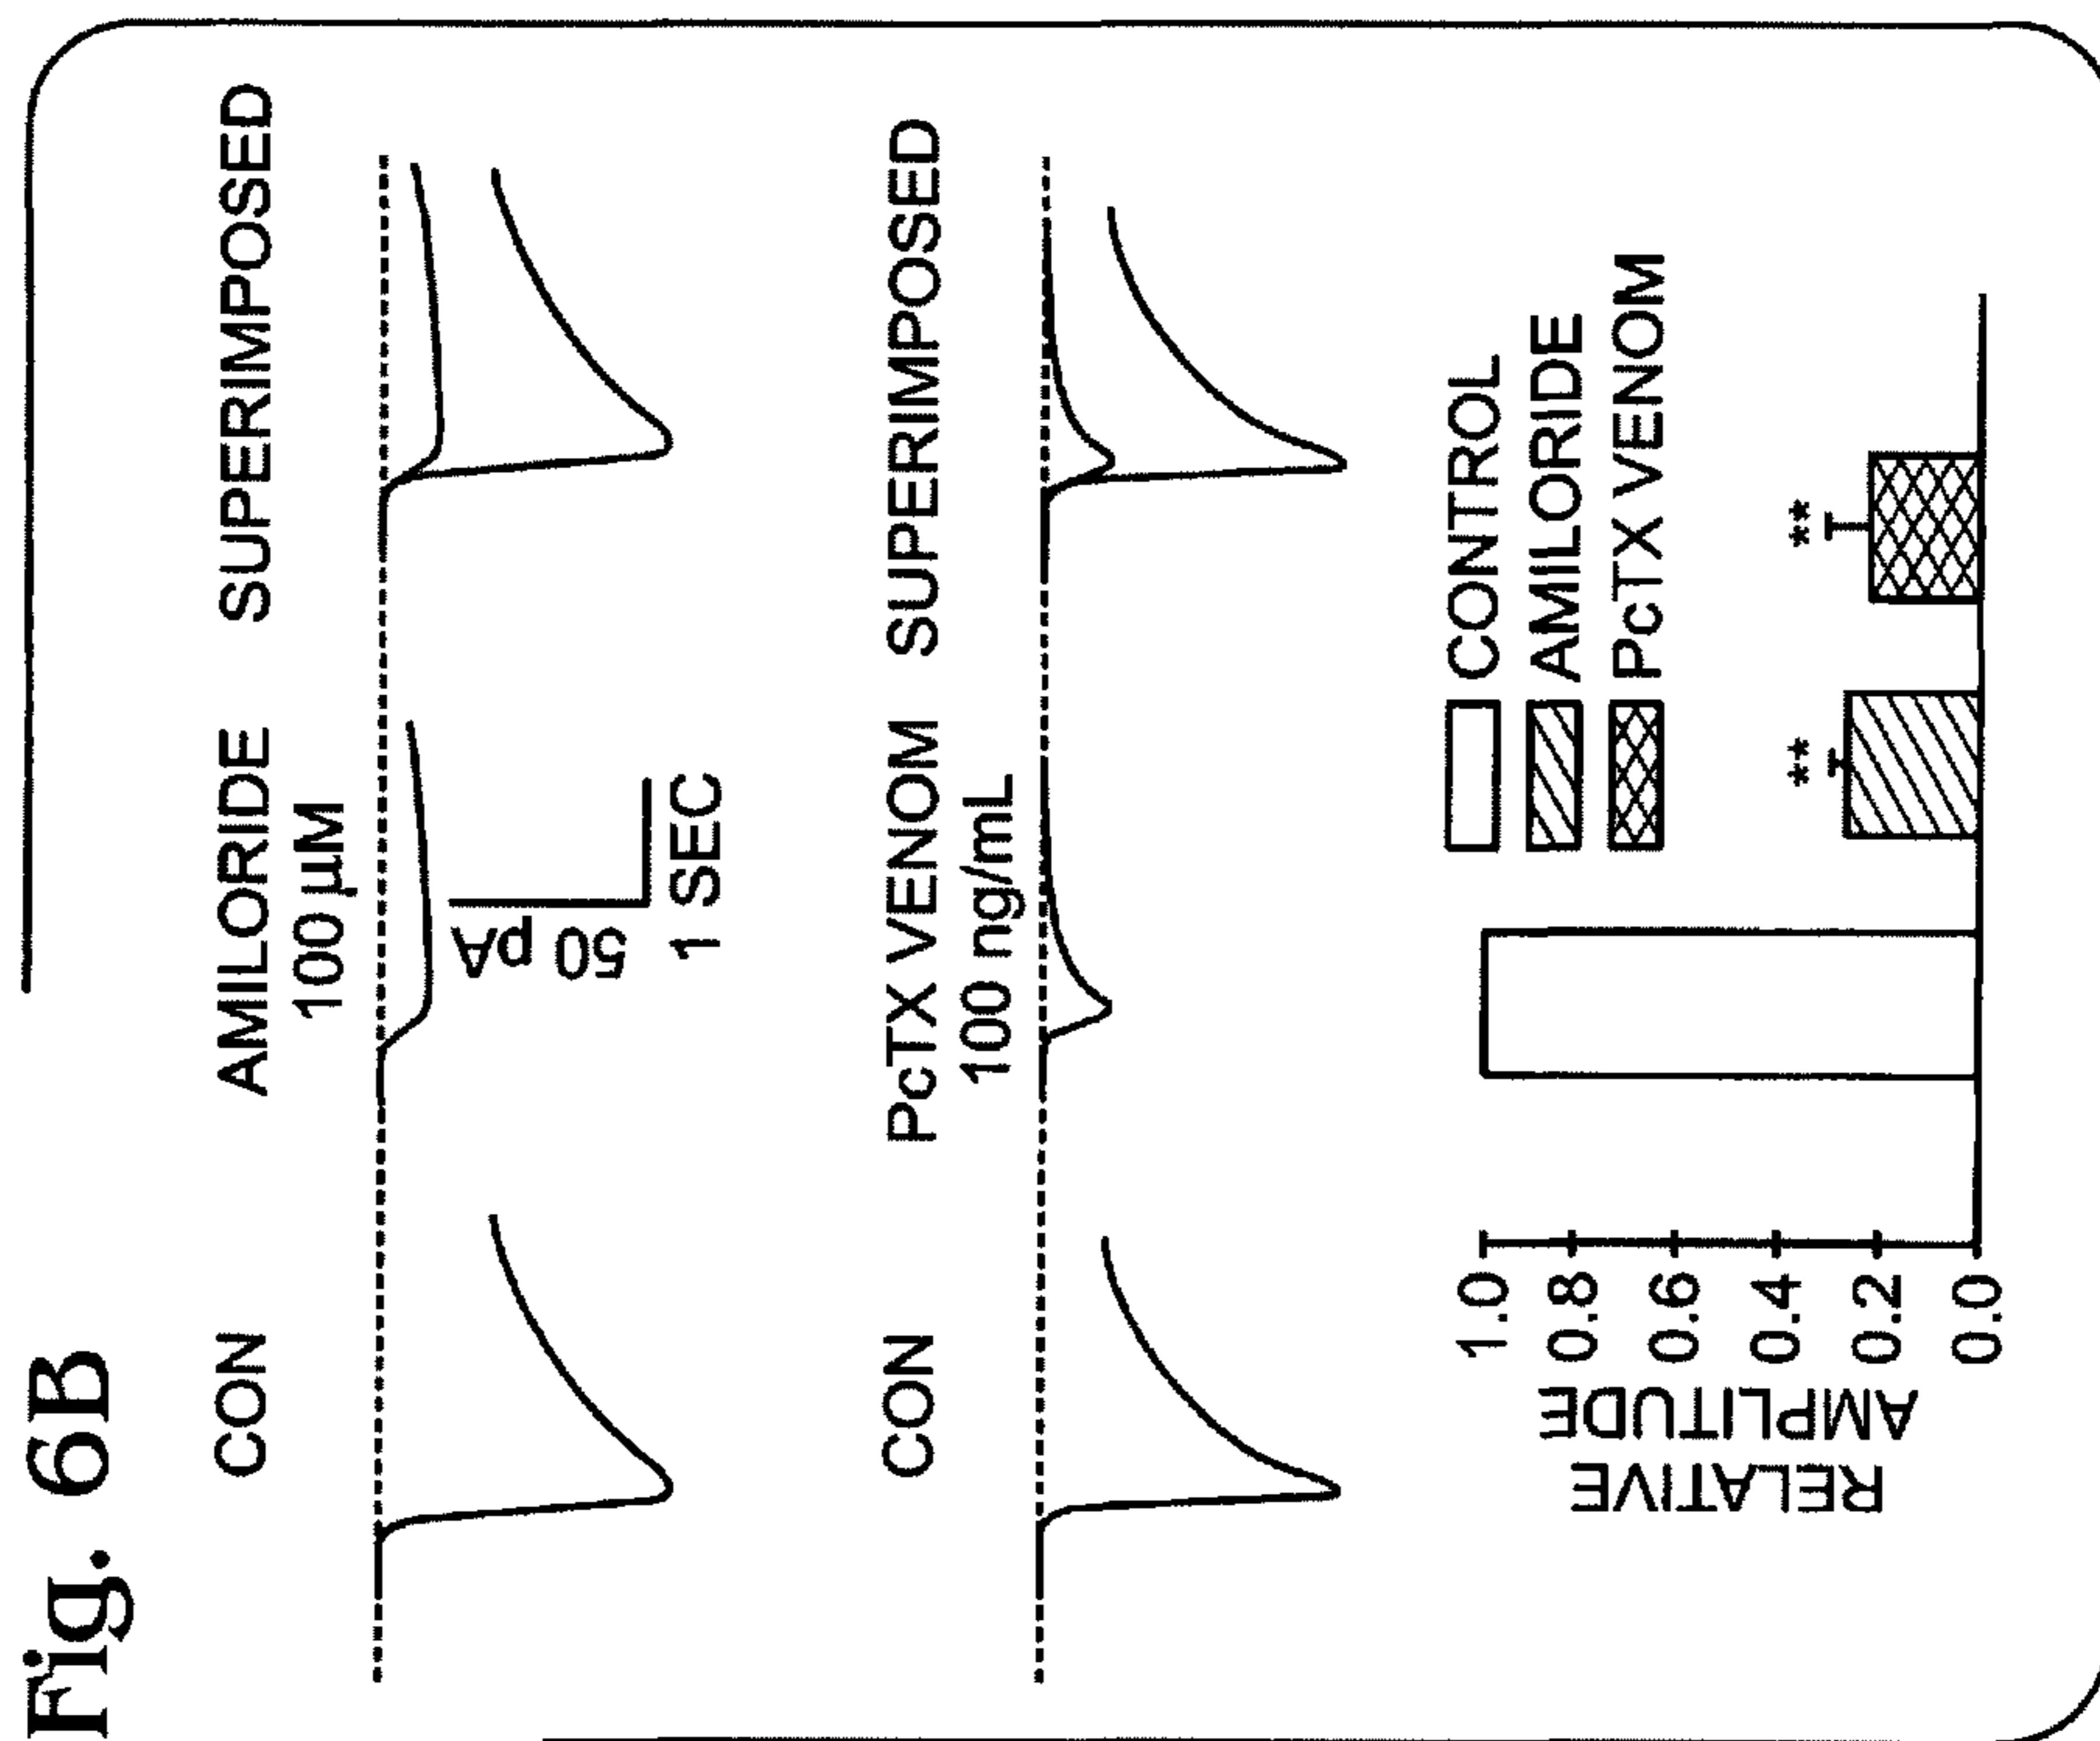 Fig. 6B
CON AMILORIDE SUPERIMPOSED
100 µM
50 pA
1 SEC
CON PcTX VENOM SUPERIMPOSED
100 ng/mL
RELATIVE
AMPLITUDE
1.0
0.8
0.6
0.4
0.2
0.0
CONTROL
AMILORIDE
PcTX VENOM
** **